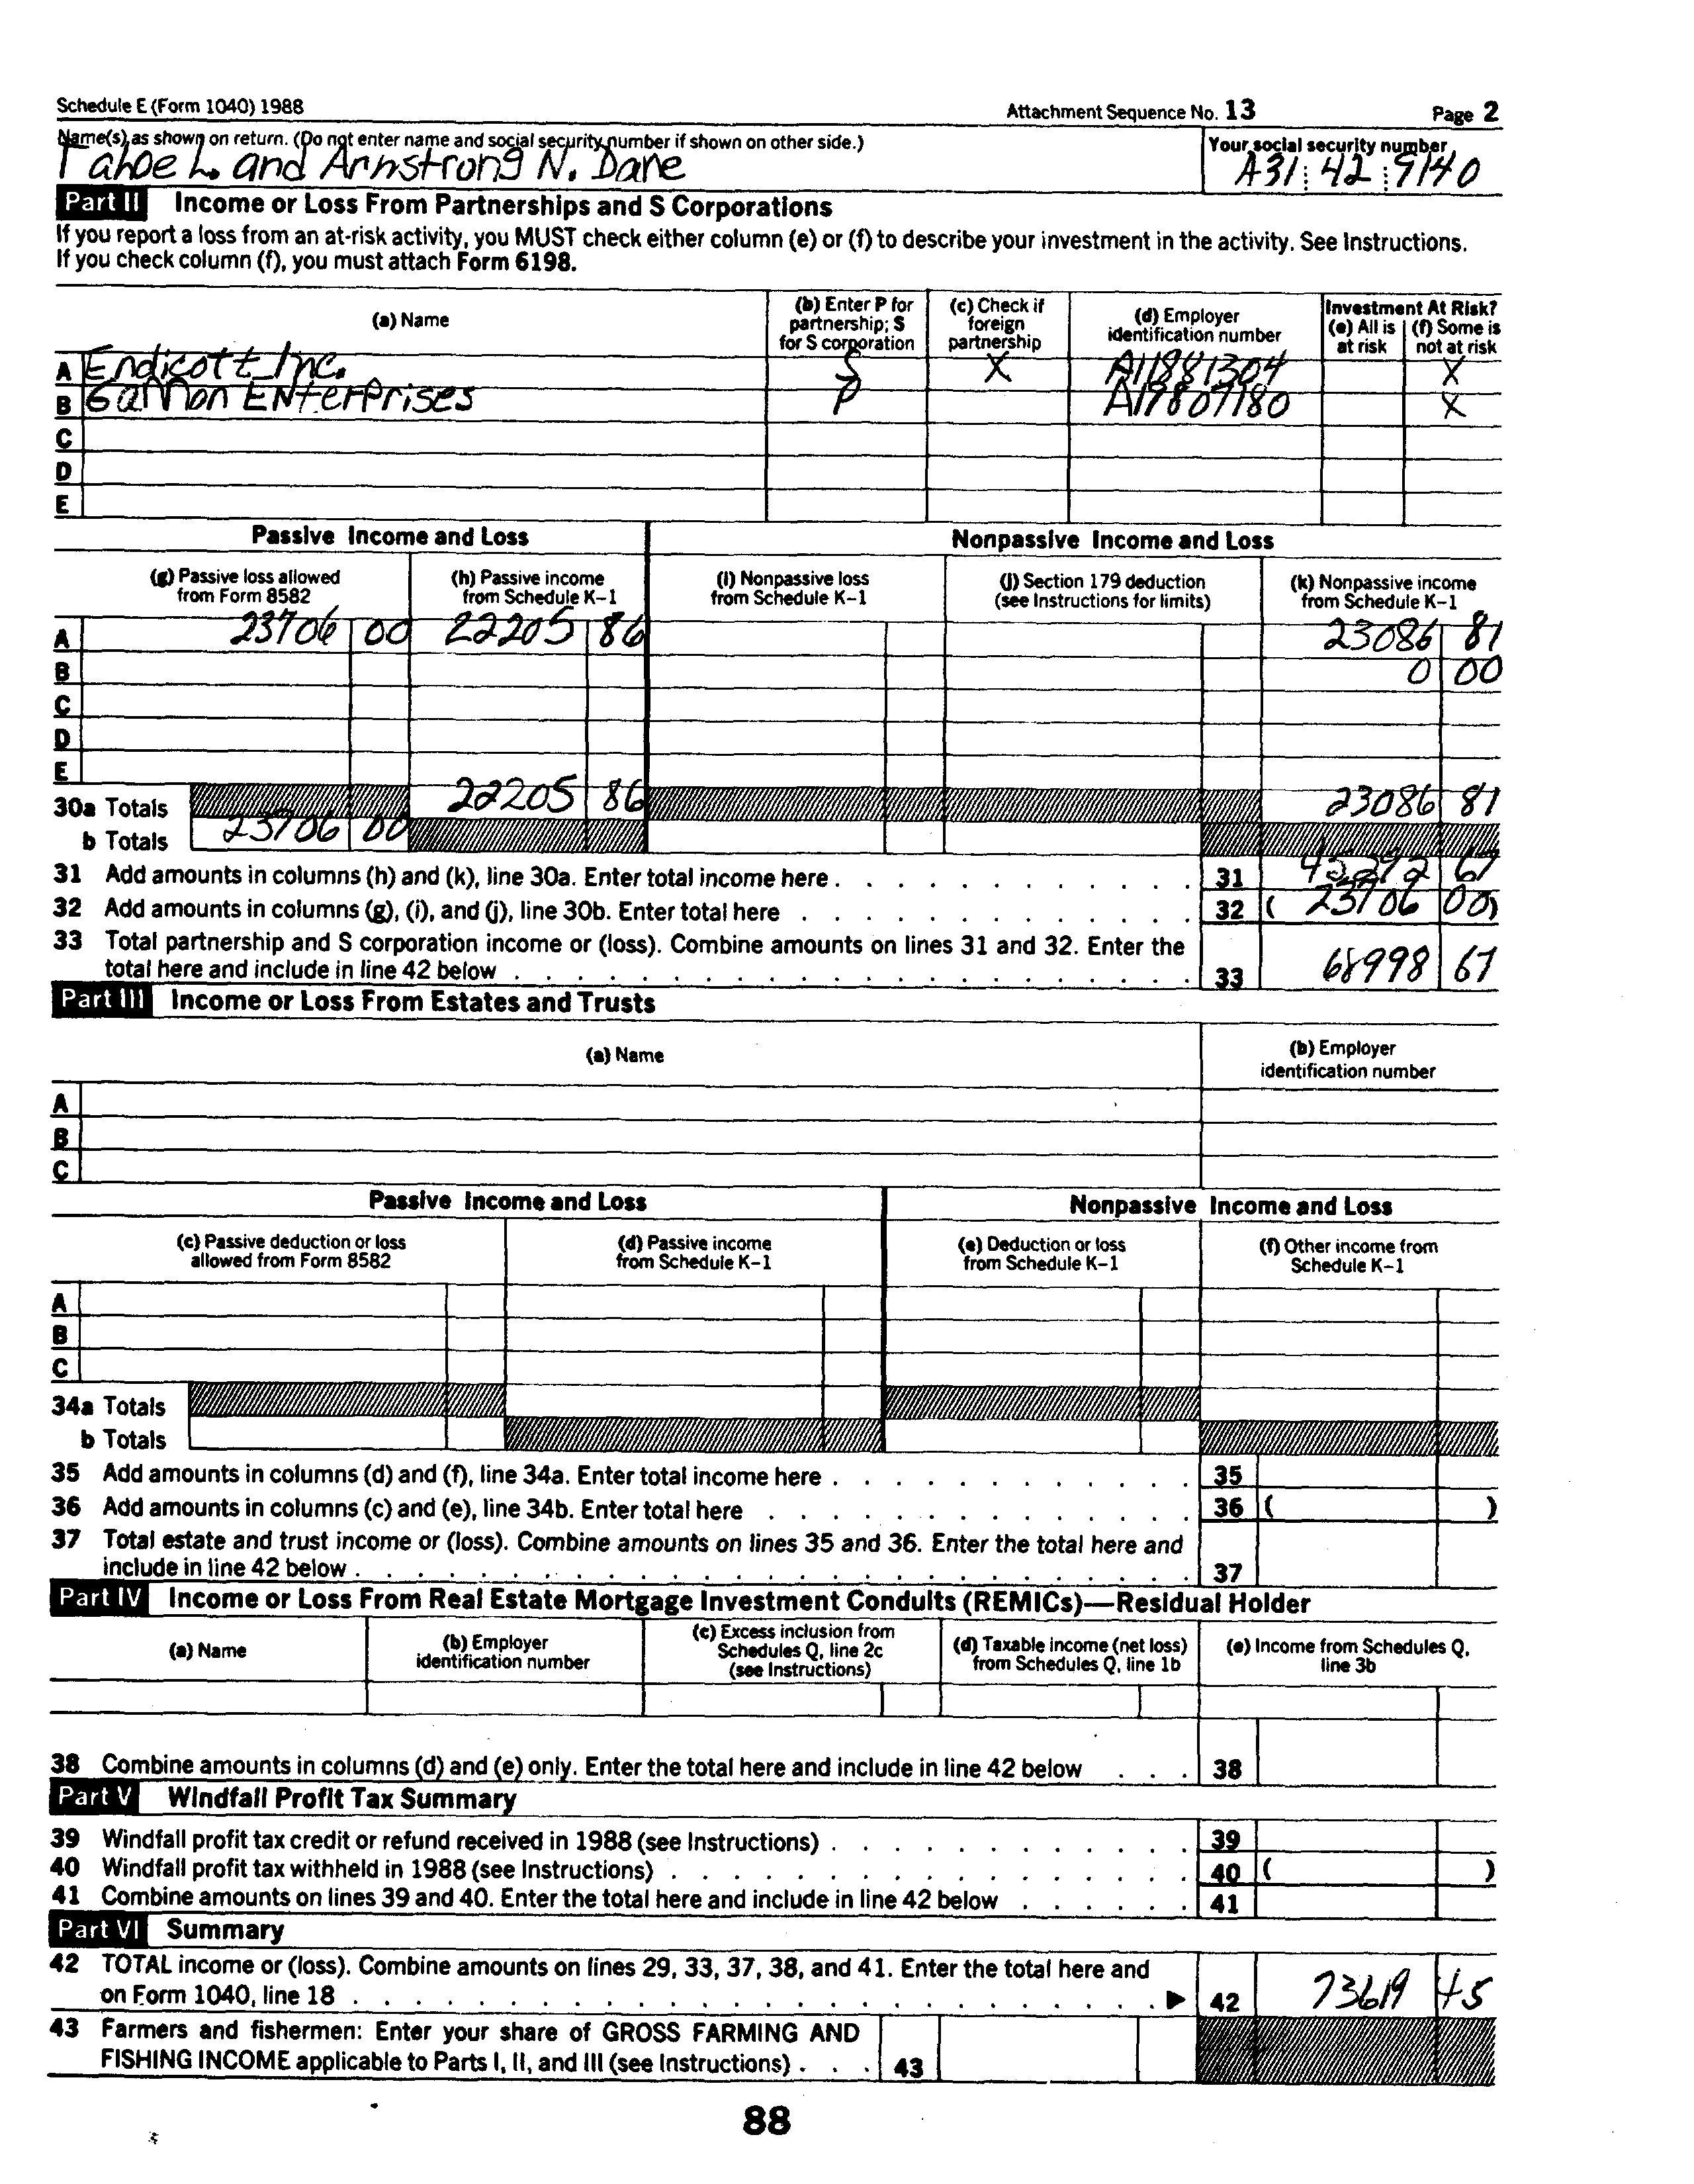 Schedule E (Form 1040) 1988 Attachment Sequence No. 13 Page 2
Name(s) as shown on return. (Do not enter name and social security number if shown on other side.) Your social security number
Tahoe L. and Armstrong N. Dane A31 42 9140
Part II Income or Loss From Partnerships and S Corporations
If you report a loss from an at-risk activity, you MUST check either column (e) or (f) to describe your investment in the activity. See Instructions.
If you check column (f), you must attach Form 6198.
(a) Name (b) Enter P for partnership; S for S corporation (c) Check if foreign partnership (d) Employer identification number Investment At Risk? (e) All is at risk (f) Some is not at risk
A Endicott Inc. S X A11881304 X
B Gannon ENterprises P A17807180 X
C
D
E
Passive Income and Loss Nonpassive Income and Loss
(g) Passive loss allowed from Form 8582 (h) Passive income from Schedule K-1 (i) Nonpassive loss from Schedule K-1 (j) Section 179 deduction (see Instructions for limits) (k) Nonpassive income from Schedule K-1
A 23706 00 22205 86 23086 81
B 0 00
C
D
E
30a Totals 22205 86 23086 81
b Totals 23706 00
31 Add amounts in columns (h) and (k), line 30a. Enter total income here 31 45292 67
32 Add amounts in columns (g), (i), and (j), line 30b. Enter total here 32 ( 23706 00)
33 Total partnership and S corporation income or (loss). Combine amounts on lines 31 and 32. Enter the
total here and include in line 42 below 33 68998 67
Part III Income or Loss From Estates and Trusts
(a) Name (b) Employer identification number
A
B
C
Passive Income and Loss Nonpassive Income and Loss
(c) Passive deduction or loss allowed from Form 8582 (d) Passive income from Schedule K-1 (e) Deduction or loss from Schedule K-1 (f) Other income from Schedule K-1
A
B
C
34a Totals
b Totals
35 Add amounts in columns (d) and (f), line 34a. Enter total income here 35
36 Add amounts in columns (c) and (e), line 34b. Enter total here 36 ( )
37 Total estate and trust income or (loss). Combine amounts on lines 35 and 36. Enter the total here and
include in line 42 below 37
Part IV Income or Loss From Real Estate Mortgage Investment Conduits (REMICs)—Residual Holder
(a) Name (b) Employer identification number (c) Excess inclusion from Schedules Q, line 2c (see Instructions) (d) Taxable income (net loss) from Schedules Q, line 1b (e) Income from Schedules Q, line 3b
38 Combine amounts in columns (d) and (e) only. Enter the total here and include in line 42 below 38
Part V Windfall Profit Tax Summary
39 Windfall profit tax credit or refund received in 1988 (see Instructions) 39
40 Windfall profit tax withheld in 1988 (see Instructions) 40 ( )
41 Combine amounts on lines 39 and 40. Enter the total here and include in line 42 below 41
Part VI Summary
42 TOTAL income or (loss). Combine amounts on lines 29, 33, 37, 38, and 41. Enter the total here and
on Form 1040, line 18 ▶ 42 73619 45
43 Farmers and fishermen: Enter your share of GROSS FARMING AND
FISHING INCOME applicable to Parts I, II, and III (see Instructions) 43
88